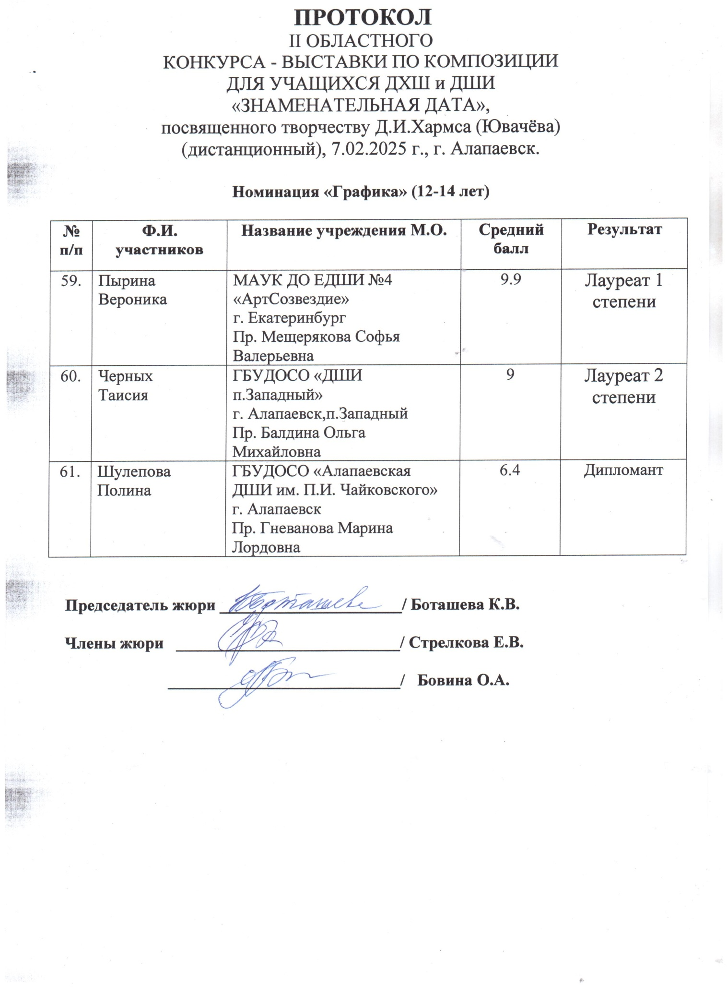 ПРОТОКОЛ
II ОБЛАСТНОГО
КОНКУРСА - ВЫСТАВКИ ПО КОМПОЗИЦИИ
ДЛЯ УЧАЩИХСЯ ДХШ и ДШИ
«ЗНАМЕНАТЕЛЬНАЯ ДАТА»,
посвященного творчеству Д.И.Хармса (Ювачёва)
(дистанционный), 7.02.2025 г., г. Алапаевск.
Номинация «Графика» (12-14 лет)
№ п/п
Ф.И. участников
Название учреждения М.О.
Средний балл
Результат
59.
Пырина
Вероника
МАУК ДО ЕДШИ №4
«АртСозвездие»
г. Екатеринбург
Пр. Мещерякова Софья
Валерьевна
9.9
Лауреат 1
степени
60.
Черных
Таисия
ГБУДОСО «ДШИ
п.Западный»
г. Алапаевск,п.Западный
Пр. Балдина Ольга
Михайловна
9
Лауреат 2
степени
61.
Шулепова
Полина
ГБУДОСО «Алапаевская
ДШИ им. П.И. Чайковского»
г. Алапаевск
Пр. Гневанова Марина
Лордовна
6.4
Дипломант
Председатель жюри / Боташева К.В.
Члены жюри / Стрелкова Е.В.
/ Бовина О.А.